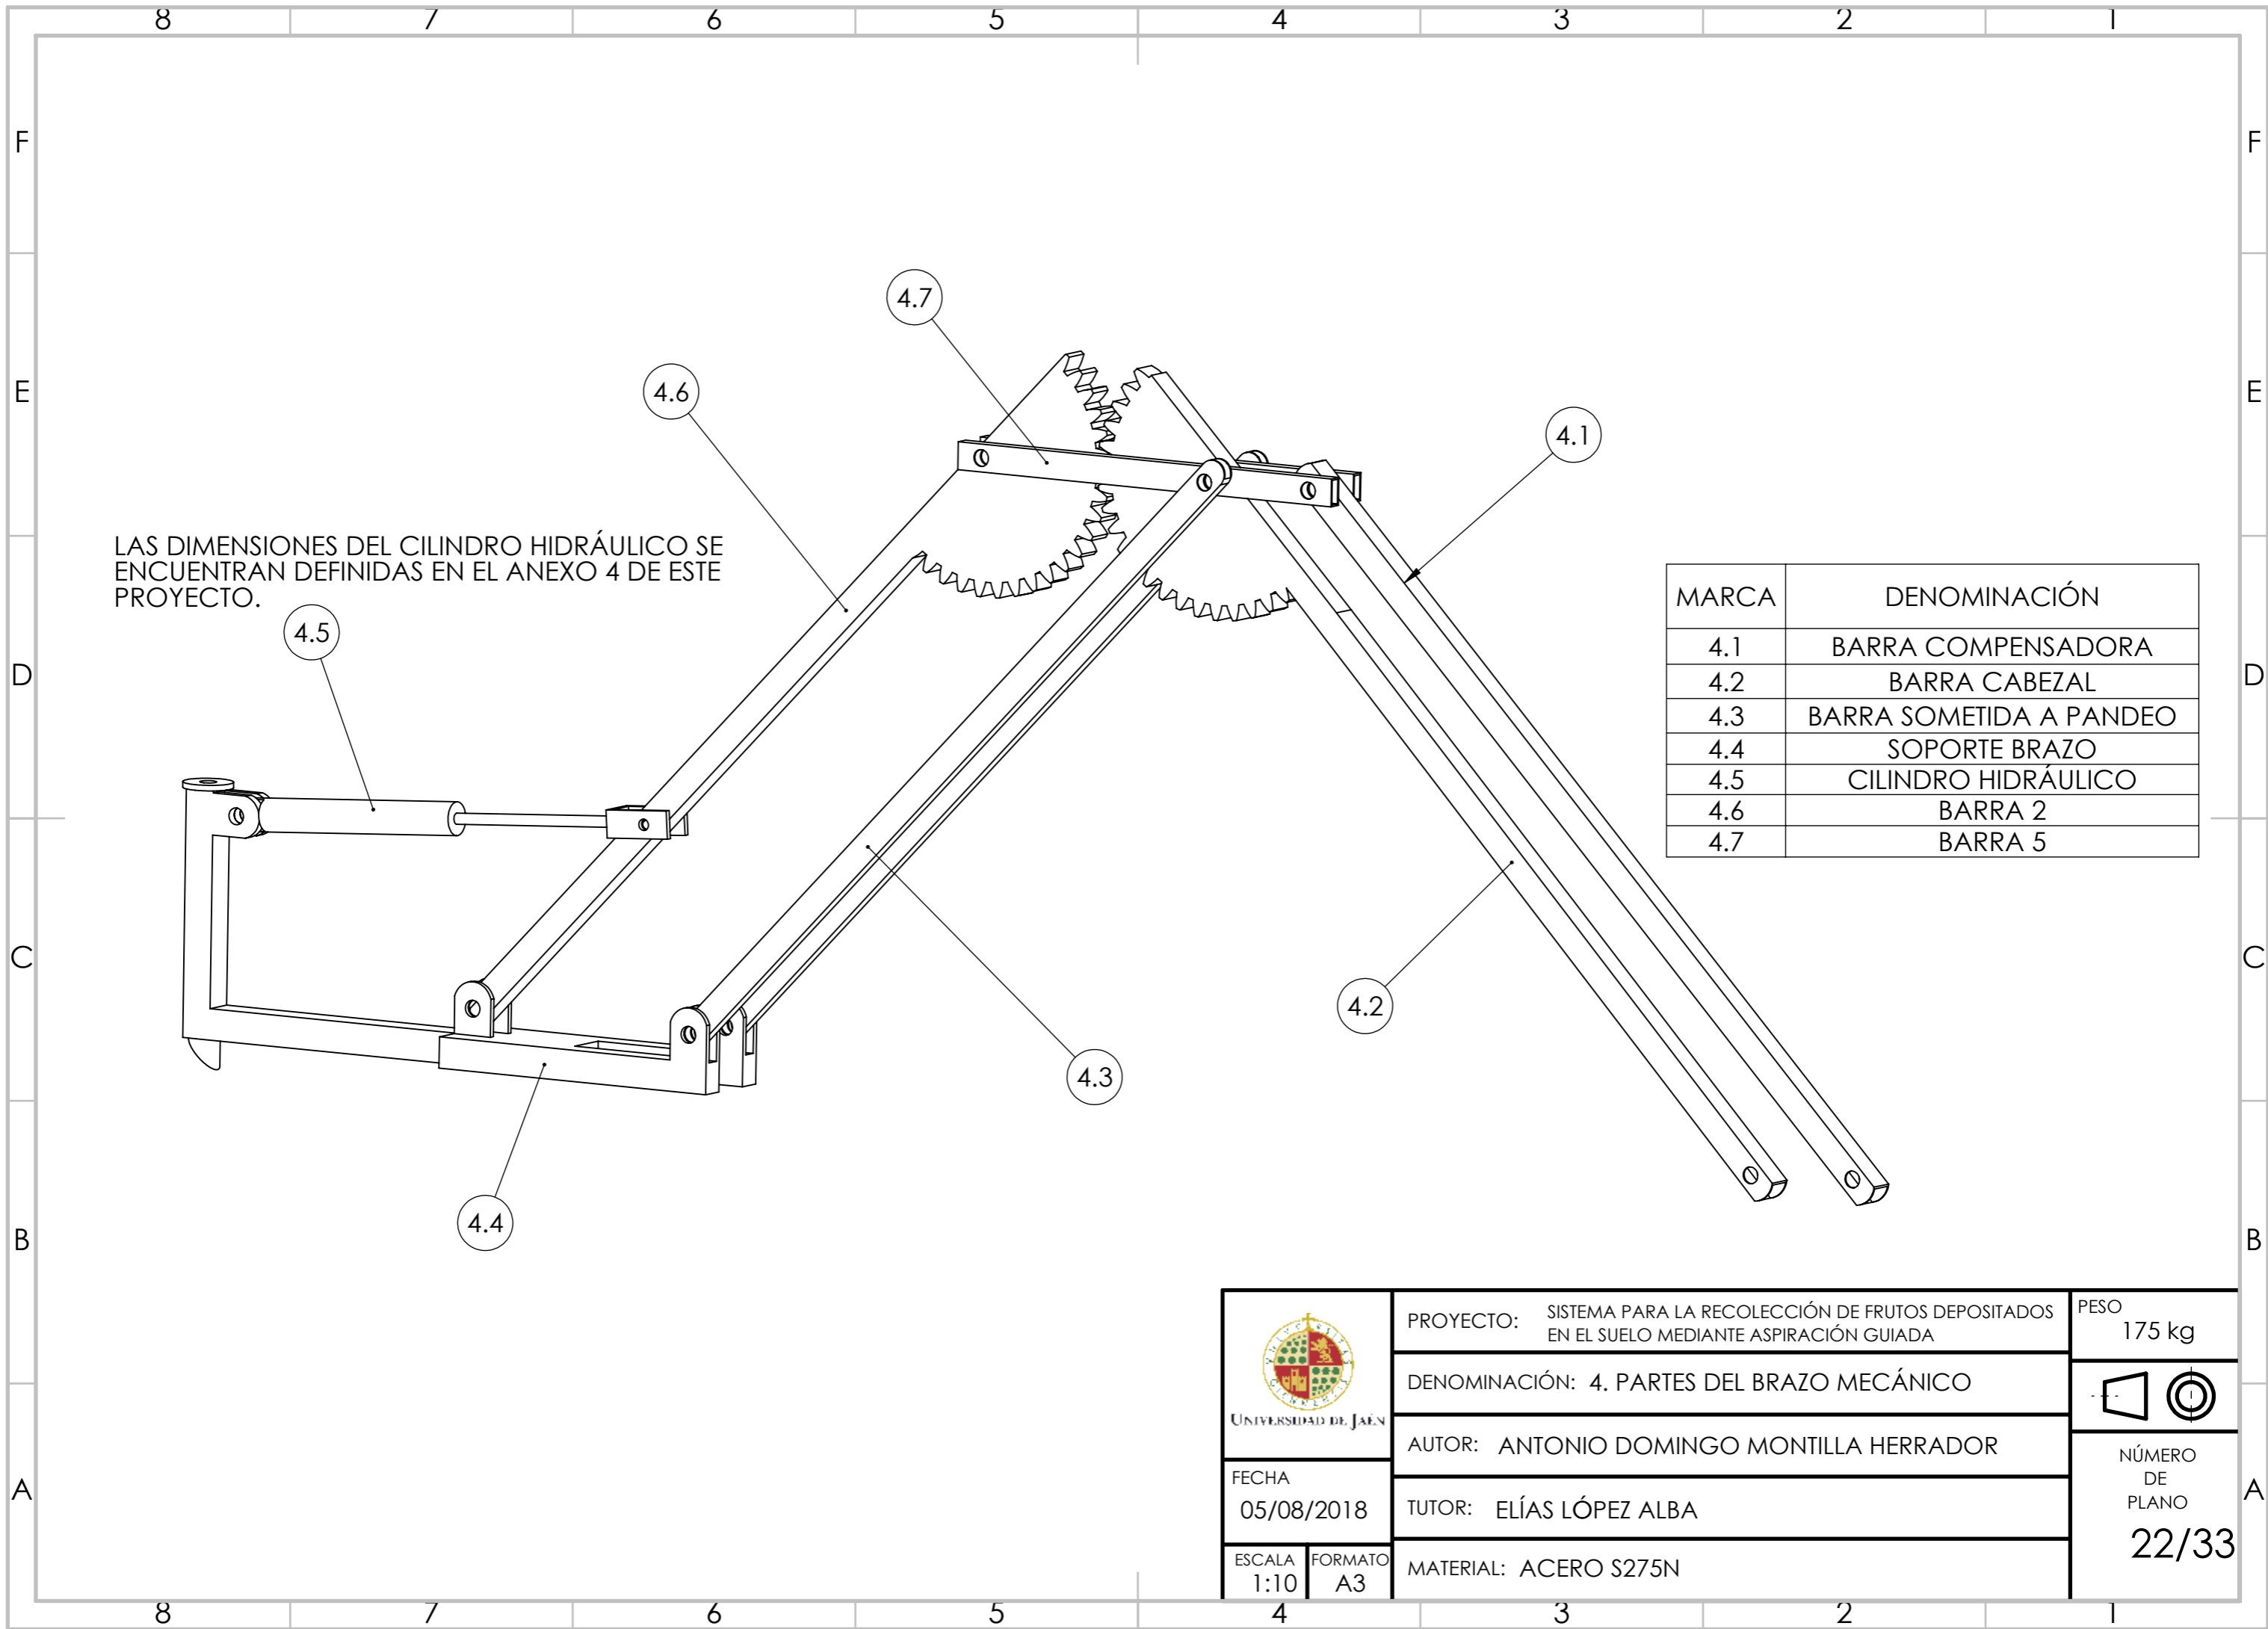 8 7 6 5 4 3 2 1
F F
E E
D D
C C
B B
A A
4.7
4.6
4.1
LAS DIMENSIONES DEL CILINDRO HIDRÁULICO SE
ENCUENTRAN DEFINIDAS EN EL ANEXO 4 DE ESTE
PROYECTO.
4.5
4.2
4.3
4.4
MARCA DENOMINACIÓN
4.1 BARRA COMPENSADORA
4.2 BARRA CABEZAL
4.3 BARRA SOMETIDA A PANDEO
4.4 SOPORTE BRAZO
4.5 CILINDRO HIDRÁULICO
4.6 BARRA 2
4.7 BARRA 5
UNIVERSIDAD DE JAÉN
PROYECTO: SISTEMA PARA LA RECOLECCIÓN DE FRUTOS DEPOSITADOS
EN EL SUELO MEDIANTE ASPIRACIÓN GUIADA
PESO
175 kg
DENOMINACIÓN: 4. PARTES DEL BRAZO MECÁNICO
AUTOR: ANTONIO DOMINGO MONTILLA HERRADOR
FECHA
05/08/2018
TUTOR: ELÍAS LÓPEZ ALBA
NÚMERO
DE
PLANO
22/33
ESCALA
1:10
FORMATO
A3
MATERIAL: ACERO S275N
8 7 6 5 4 3 2 1